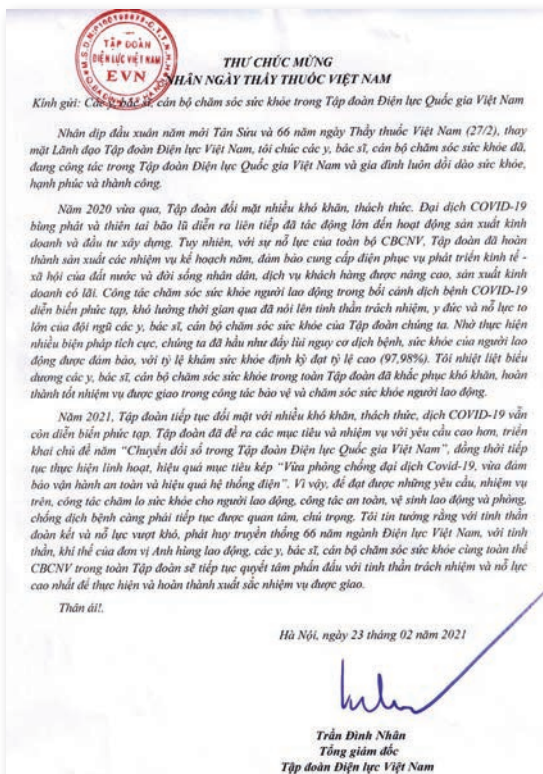 TẬP ĐOÀN
ĐIỆN LỰC VIỆT NAM
EVN
THƯ CHÚC MỪNG
NHÂN NGÀY THẦY THUỐC VIỆT NAM
Kính gửi: Các y, bác sĩ, cán bộ chăm sóc sức khỏe trong Tập đoàn Điện lực Quốc gia Việt Nam
Nhân dịp đầu xuân năm mới Tân Sửu và 66 năm ngày Thầy thuốc Việt Nam (27/2), thay
mặt Lãnh đạo Tập đoàn Điện lực Việt Nam, tôi chúc các y, bác sĩ, cán bộ chăm sóc sức khỏe đã,
đang công tác trong Tập đoàn Điện lực Quốc gia Việt Nam và gia đình luôn dồi dào sức khỏe,
hạnh phúc và thành công.
Năm 2020 vừa qua, Tập đoàn đối mặt nhiều khó khăn, thách thức. Đại dịch COVID-19
bùng phát và thiên tai bão lũ diễn ra liên tiếp đã tác động lớn đến hoạt động sản xuất kinh
doanh và đầu tư xây dựng. Tuy nhiên, với sự nỗ lực của toàn bộ CBCNV, Tập đoàn đã hoàn
thành sản xuất các nhiệm vụ kế hoạch năm, đảm bảo cung cấp điện phục vụ phát triển kinh tế -
xã hội của đất nước và đời sống nhân dân, dịch vụ khách hàng được nâng cao, sản xuất kinh
doanh có lãi. Công tác chăm sóc sức khỏe người lao động trong bối cảnh dịch bệnh COVID-19
diễn biến phức tạp, khó lường thời gian qua đã nói lên tinh thần trách nhiệm, y đức và nỗ lực to
lớn của đội ngũ các y, bác sĩ, cán bộ chăm sóc sức khỏe của Tập đoàn chúng ta. Nhờ thực hiện
nhiều biện pháp tích cực, chúng ta đã hầu như đẩy lùi nguy cơ dịch bệnh, sức khỏe của người lao
động được đảm bảo, với tỷ lệ khám sức khỏe định kỳ đạt tỷ lệ cao (97,98%). Tôi nhiệt liệt biểu
dương các y, bác sĩ, cán bộ chăm sóc sức khỏe trong toàn Tập đoàn đã khắc phục khó khăn, hoàn
thành tốt nhiệm vụ được giao trong công tác bảo vệ và chăm sóc sức khỏe người lao động.
Năm 2021, Tập đoàn tiếp tục đối mặt với nhiều khó khăn, thách thức, dịch COVID-19 vẫn
còn diễn biến phức tạp. Tập đoàn đã đề ra các mục tiêu và nhiệm vụ với yêu cầu cao hơn, triển
khai chủ đề năm “Chuyển đổi số trong Tập đoàn Điện lực Quốc gia Việt Nam”, đồng thời tiếp
tục thực hiện linh hoạt, hiệu quả mục tiêu kép “Vừa phòng chống đại dịch Covid-19, vừa đảm
bảo vận hành an toàn và hiệu quả hệ thống điện”. Vì vậy, để đạt được những yêu cầu, nhiệm vụ
trên, công tác chăm lo sức khỏe cho người lao động, công tác an toàn, vệ sinh lao động và phòng,
chống dịch bệnh càng phải tiếp tục được quan tâm, chú trọng. Tôi tin tưởng rằng với tinh thần
đoàn kết và nỗ lực vượt khó, phát huy truyền thống 66 năm ngành Điện lực Việt Nam, với tinh
thần, khí thế của đơn vị Anh hùng lao động, các y, bác sĩ, cán bộ chăm sóc sức khỏe cùng toàn thể
CBCNV trong toàn Tập đoàn sẽ tiếp tục quyết tâm phấn đấu với tinh thần trách nhiệm và nỗ lực
cao nhất để thực hiện và hoàn thành xuất sắc nhiệm vụ được giao.
Thân ái!.
Hà Nội, ngày 23 tháng 02 năm 2021
Trần Đình Nhân
Tổng giám đốc
Tập đoàn Điện lực Việt Nam